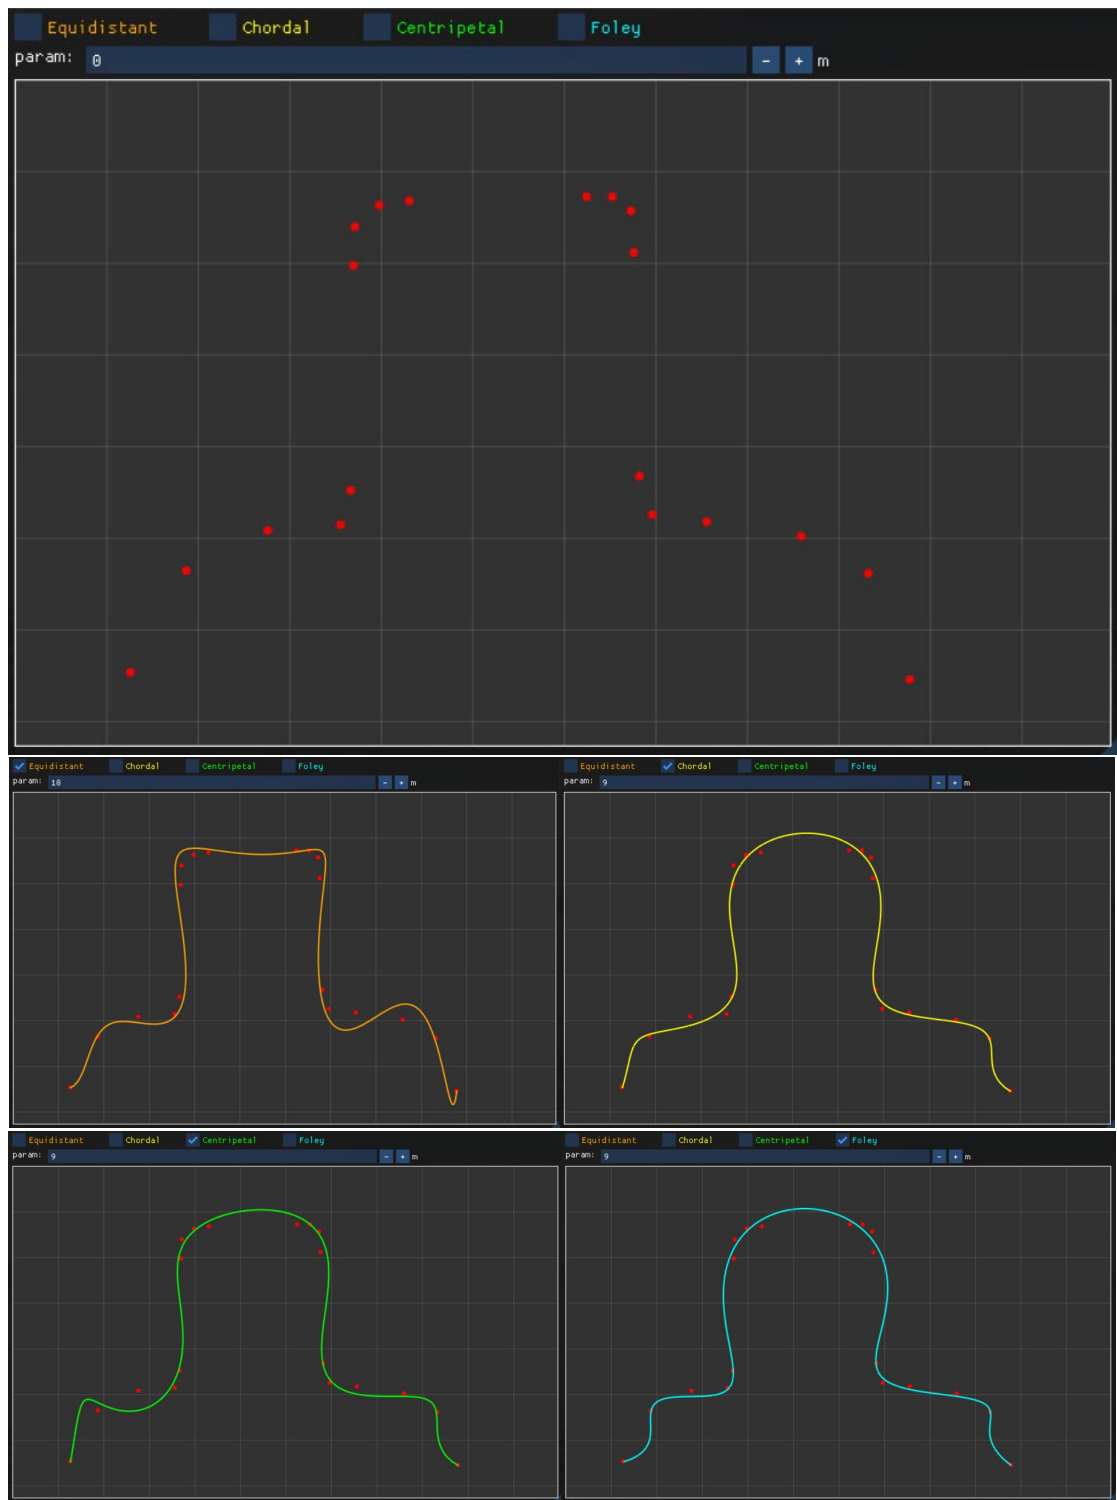 Equidistant Chordal Centripetal Foley
param: 0 - + m
Equidistant Chordal Centripetal Foley
param: 10 - + m
Equidistant Chordal Centripetal Foley
param: 9 - + m
Equidistant Chordal Centripetal Foley
param: 9 - + m
Equidistant Chordal Centripetal Foley
param: 9 - + m